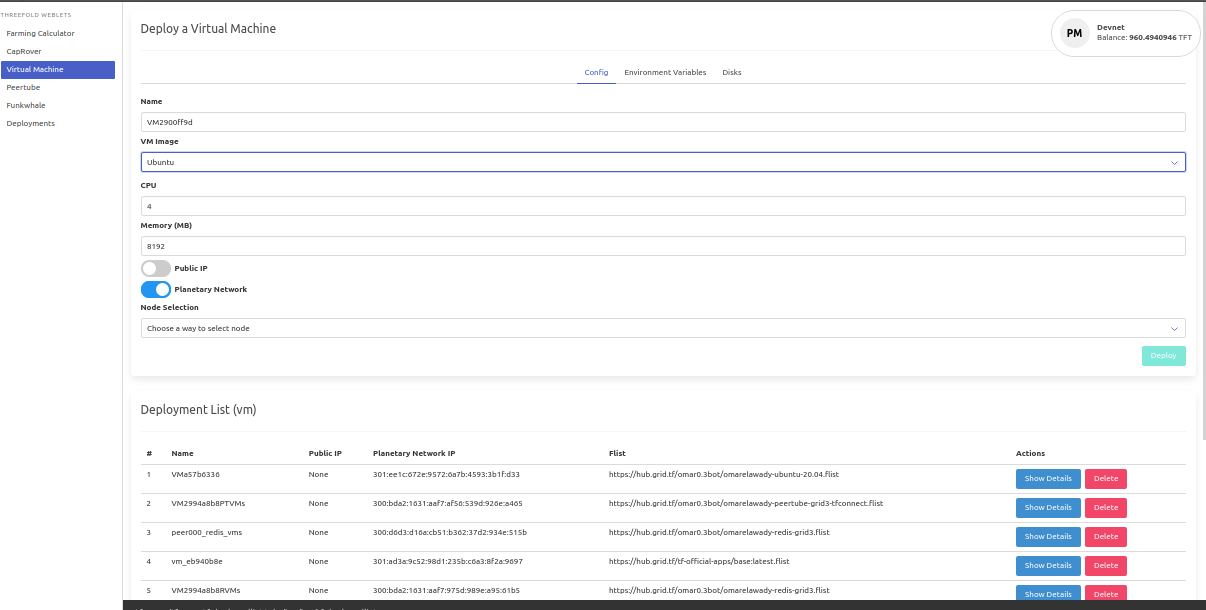 THREEFOLD WEBLETS
Farming Calculator
CapRover
Virtual Machine
Peertube
Funkwhale
Deployments
Deploy a Virtual Machine
PM
Devnet
Balance: 960.4940946 TFT
Config Environment Variables Disks
Name
VM2900ff9d
VM Image
Ubuntu
CPU
4
Memory (MB)
8192
Public IP
Planetary Network
Node Selection
Choose a way to select node
Deploy
Deployment List (vm)
# Name Public IP Planetary Network IP Flist Actions
1 VMa57b6336 None 301:ee1c:672e:9572:6a7b:4593:3b1f:d33 https://hub.grid.tf/omar0.3bot/omarelawady-ubuntu-20.04.flist Show Details Delete
2 VM2994a8b8PTVMs None 300:bda2:1631:aaf7:af56:539d:926e:a465 https://hub.grid.tf/omar0.3bot/omarelawady-peertube-grid3-tfconnect.flist Show Details Delete
3 peer000_redis_vms None 300:d6d3:d16a:cb51:b362:37d2:934e:515b https://hub.grid.tf/omar0.3bot/omarelawady-redis-grid3.flist Show Details Delete
4 vm_eb940b8e None 301:ad3a:9c52:98d1:235b:c6a3:8f2a:9697 https://hub.grid.tf/tf-official-apps/base:latest.flist Show Details Delete
5 VM2994a8b8RVMs None 300:bda2:1631:aaf7:975d:989e:a95:61b5 https://hub.grid.tf/omar0.3bot/omarelawady-redis-grid3.flist Show Details Delete